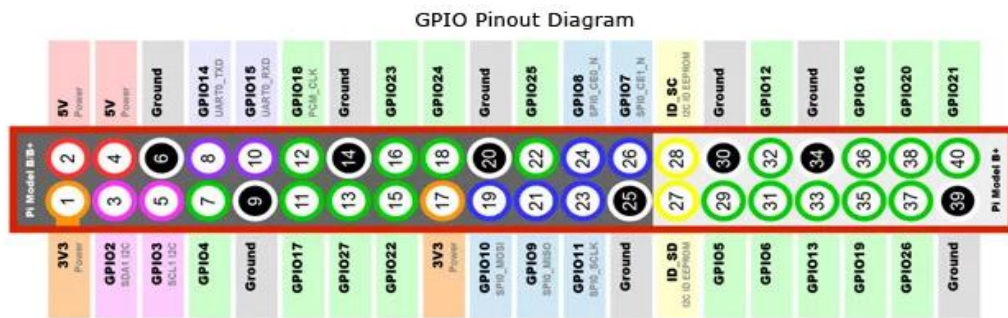 GPIO Pinout Diagram
5V
Power
5V
Power
Ground
GPIO14
UART0_TXD
GPIO15
UART0_RXD
GPIO18
PCM_CLK
Ground
GPIO23
GPIO24
Ground
GPIO25
GPIO8
SPI0_CE0_N
GPIO7
SPI0_CE1_N
ID_SC
I2C ID EEPROM
Ground
GPIO12
Ground
GPIO16
GPIO20
GPIO21
Pi Model B/B+
2 4 6 8 10 12 14 16 18 20 22 24 26 28 30 32 34 36 38 40
1 3 5 7 9 11 13 15 17 19 21 23 25 27 29 31 33 35 37 39
Pi Model B+
3V3
Power
GPIO2
SDA1 I2C
GPIO3
SCL1 I2C
GPIO4
Ground
GPIO17
GPIO27
GPIO22
3V3
Power
GPIO10
SPI0_MOSI
GPIO9
SPI0_MISO
GPIO11
SPI0_SCLK
Ground
ID_SD
I2C ID EEPROM
GPIO5
GPIO6
GPIO13
GPIO19
GPIO26
Ground